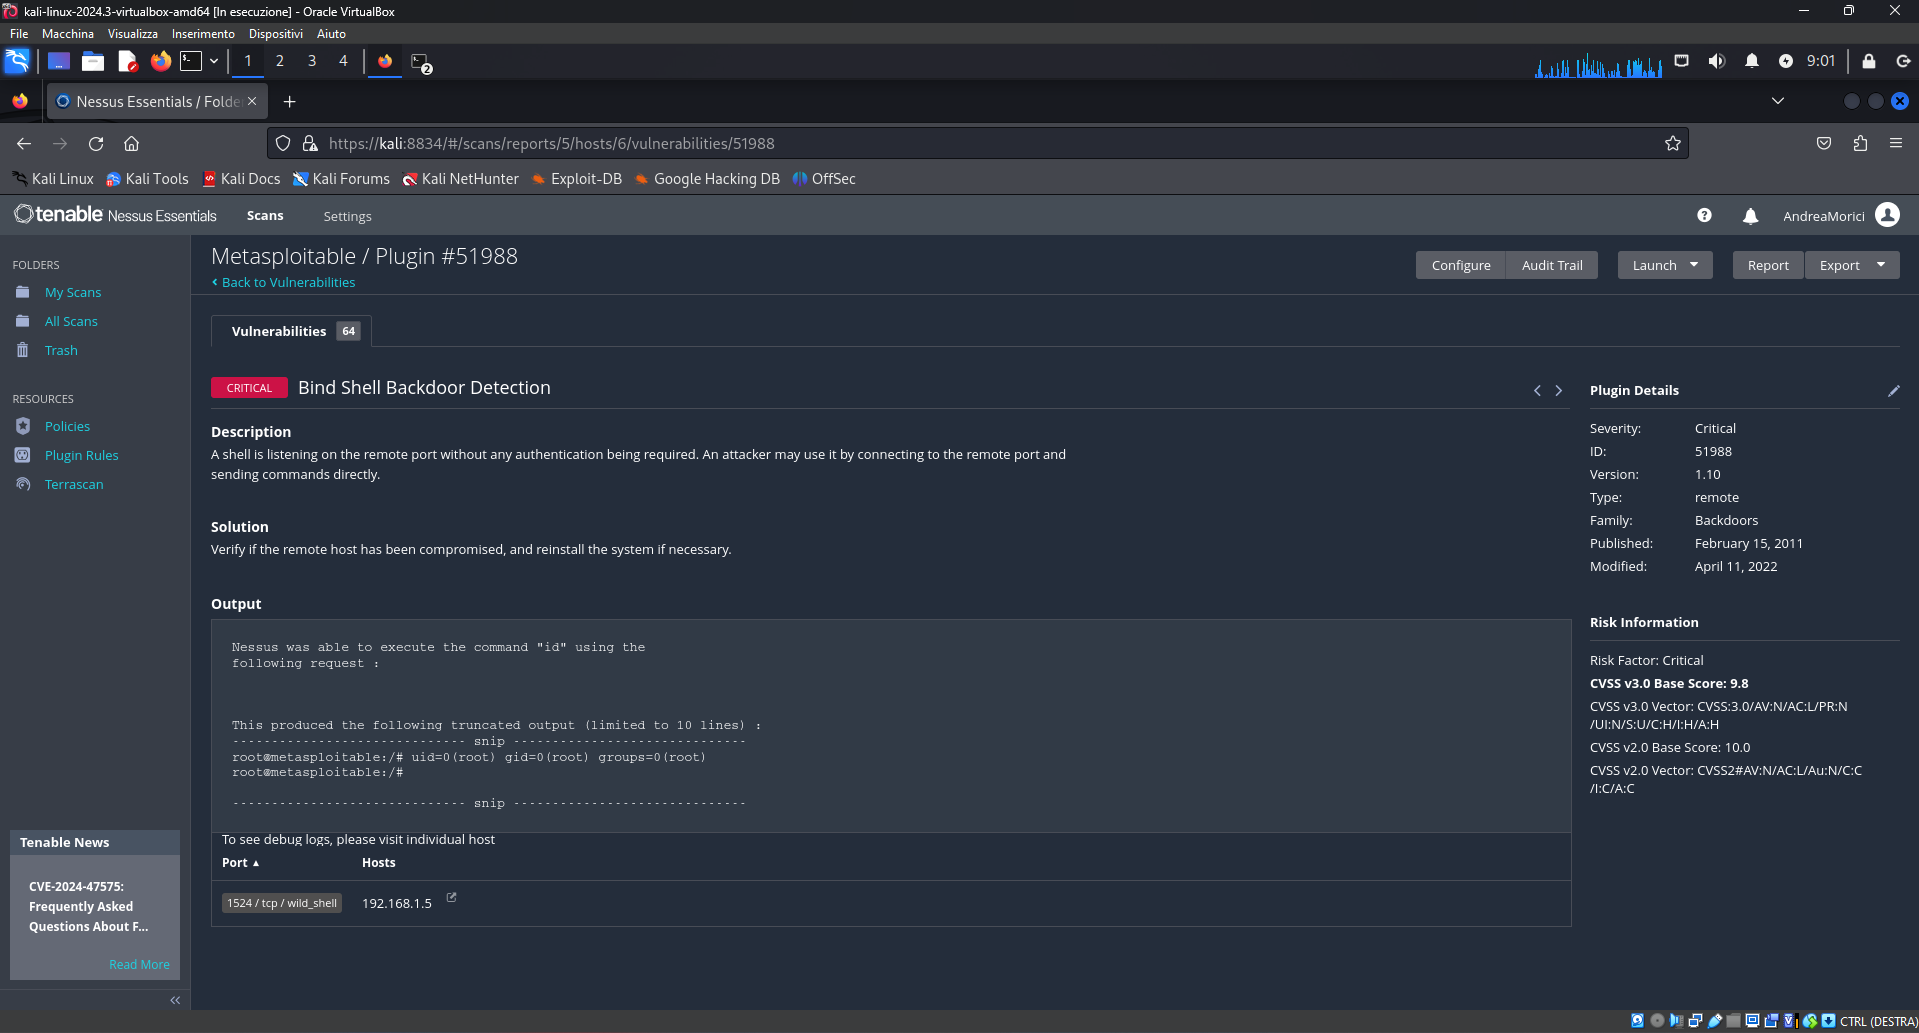 kali-linux-2024.3-virtualbox-amd64 [In esecuzione] - Oracle VirtualBox
File Macchina Visualizza Inserimento Dispositivi Aiuto
1 2 3 4 2 9:01
Nessus Essentials / Folde
https://kali:8834/#/scans/reports/5/hosts/6/vulnerabilities/51988
Kali Linux Kali Tools Kali Docs Kali Forums Kali NetHunter Exploit-DB Google Hacking DB OffSec
tenable Nessus Essentials Scans Settings AndreaMorici
FOLDERS
My Scans
All Scans
Trash
RESOURCES
Policies
Plugin Rules
Terrascan
Tenable News
CVE-2024-47575:
Frequently Asked
Questions About F...
Read More
Metasploitable / Plugin #51988
Back to Vulnerabilities
Configure Audit Trail Launch Report Export
Vulnerabilities 64
CRITICAL Bind Shell Backdoor Detection
Description
A shell is listening on the remote port without any authentication being required. An attacker may use it by connecting to the remote port and
sending commands directly.
Solution
Verify if the remote host has been compromised, and reinstall the system if necessary.
Output
Nessus was able to execute the command "id" using the
following request :
This produced the following truncated output (limited to 10 lines) :
------------------------------ snip ------------------------------
root@metasploitable:/# uid=0(root) gid=0(root) groups=0(root)
root@metasploitable:/#
------------------------------ snip ------------------------------
To see debug logs, please visit individual host
Port ▲ Hosts
1524 / tcp / wild_shell 192.168.1.5
Plugin Details
Severity: Critical
ID: 51988
Version: 1.10
Type: remote
Family: Backdoors
Published: February 15, 2011
Modified: April 11, 2022
Risk Information
Risk Factor: Critical
CVSS v3.0 Base Score: 9.8
CVSS v3.0 Vector: CVSS:3.0/AV:N/AC:L/PR:N
/UI:N/S:U/C:H/I:H/A:H
CVSS v2.0 Base Score: 10.0
CVSS v2.0 Vector: CVSS2#AV:N/AC:L/Au:N/C:C
/I:C/A:C
CTRL (DESTRA)